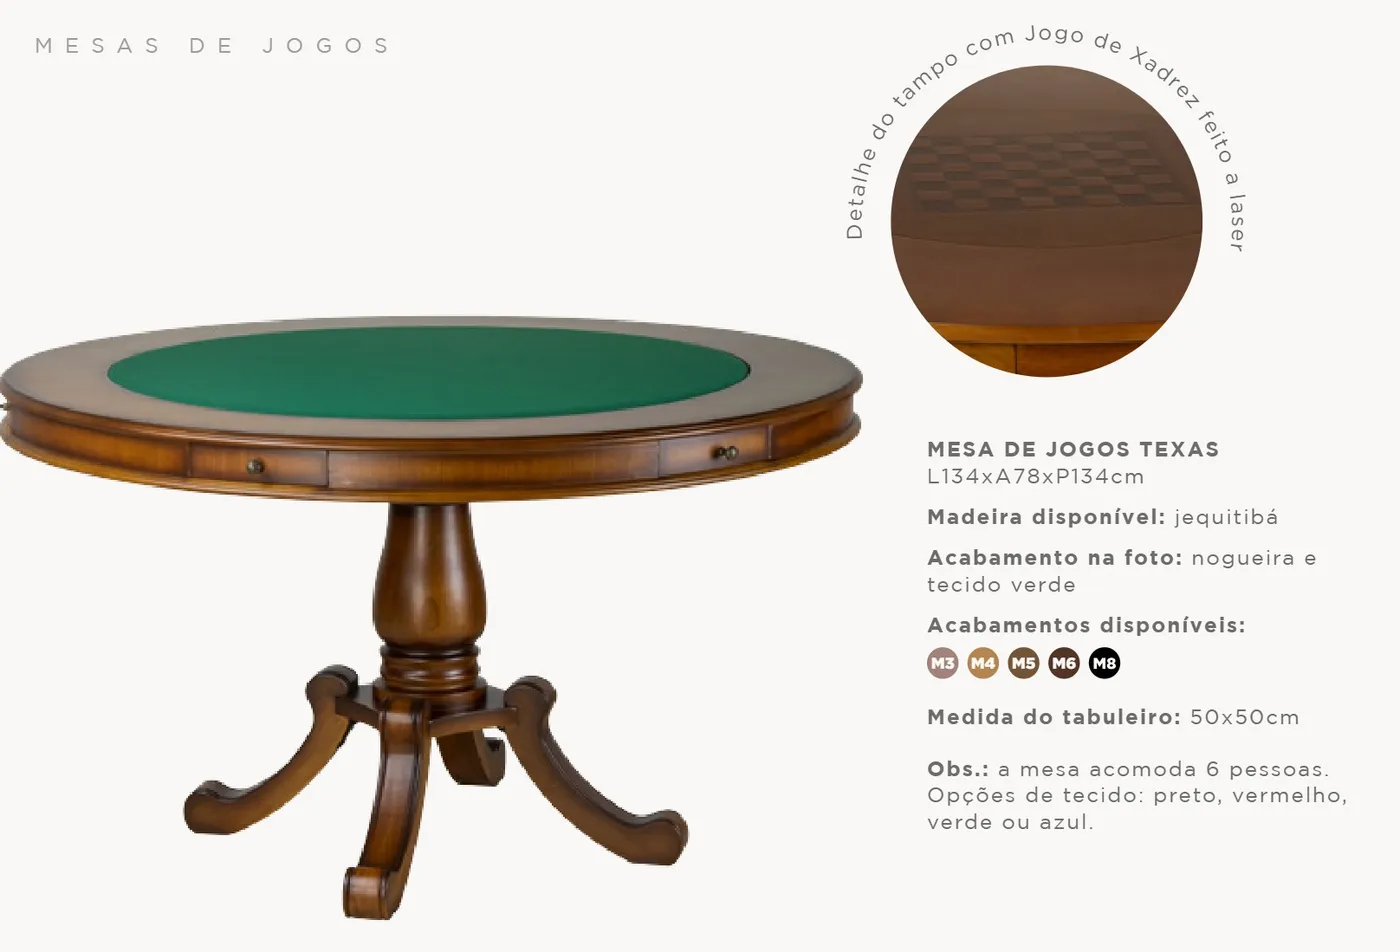 MESAS DE JOGOS
Detalhe do tampo com Jogo de Xadrez feito a laser
MESA DE JOGOS TEXAS
L134xA78xP134cm
Madeira disponível: jequitibá
Acabamento na foto: nogueira e
tecido verde
Acabamentos disponíveis:
M3 M4 M5 M6 M8
Medida do tabuleiro: 50x50cm
Obs.: a mesa acomoda 6 pessoas.
Opções de tecido: preto, vermelho,
verde ou azul.